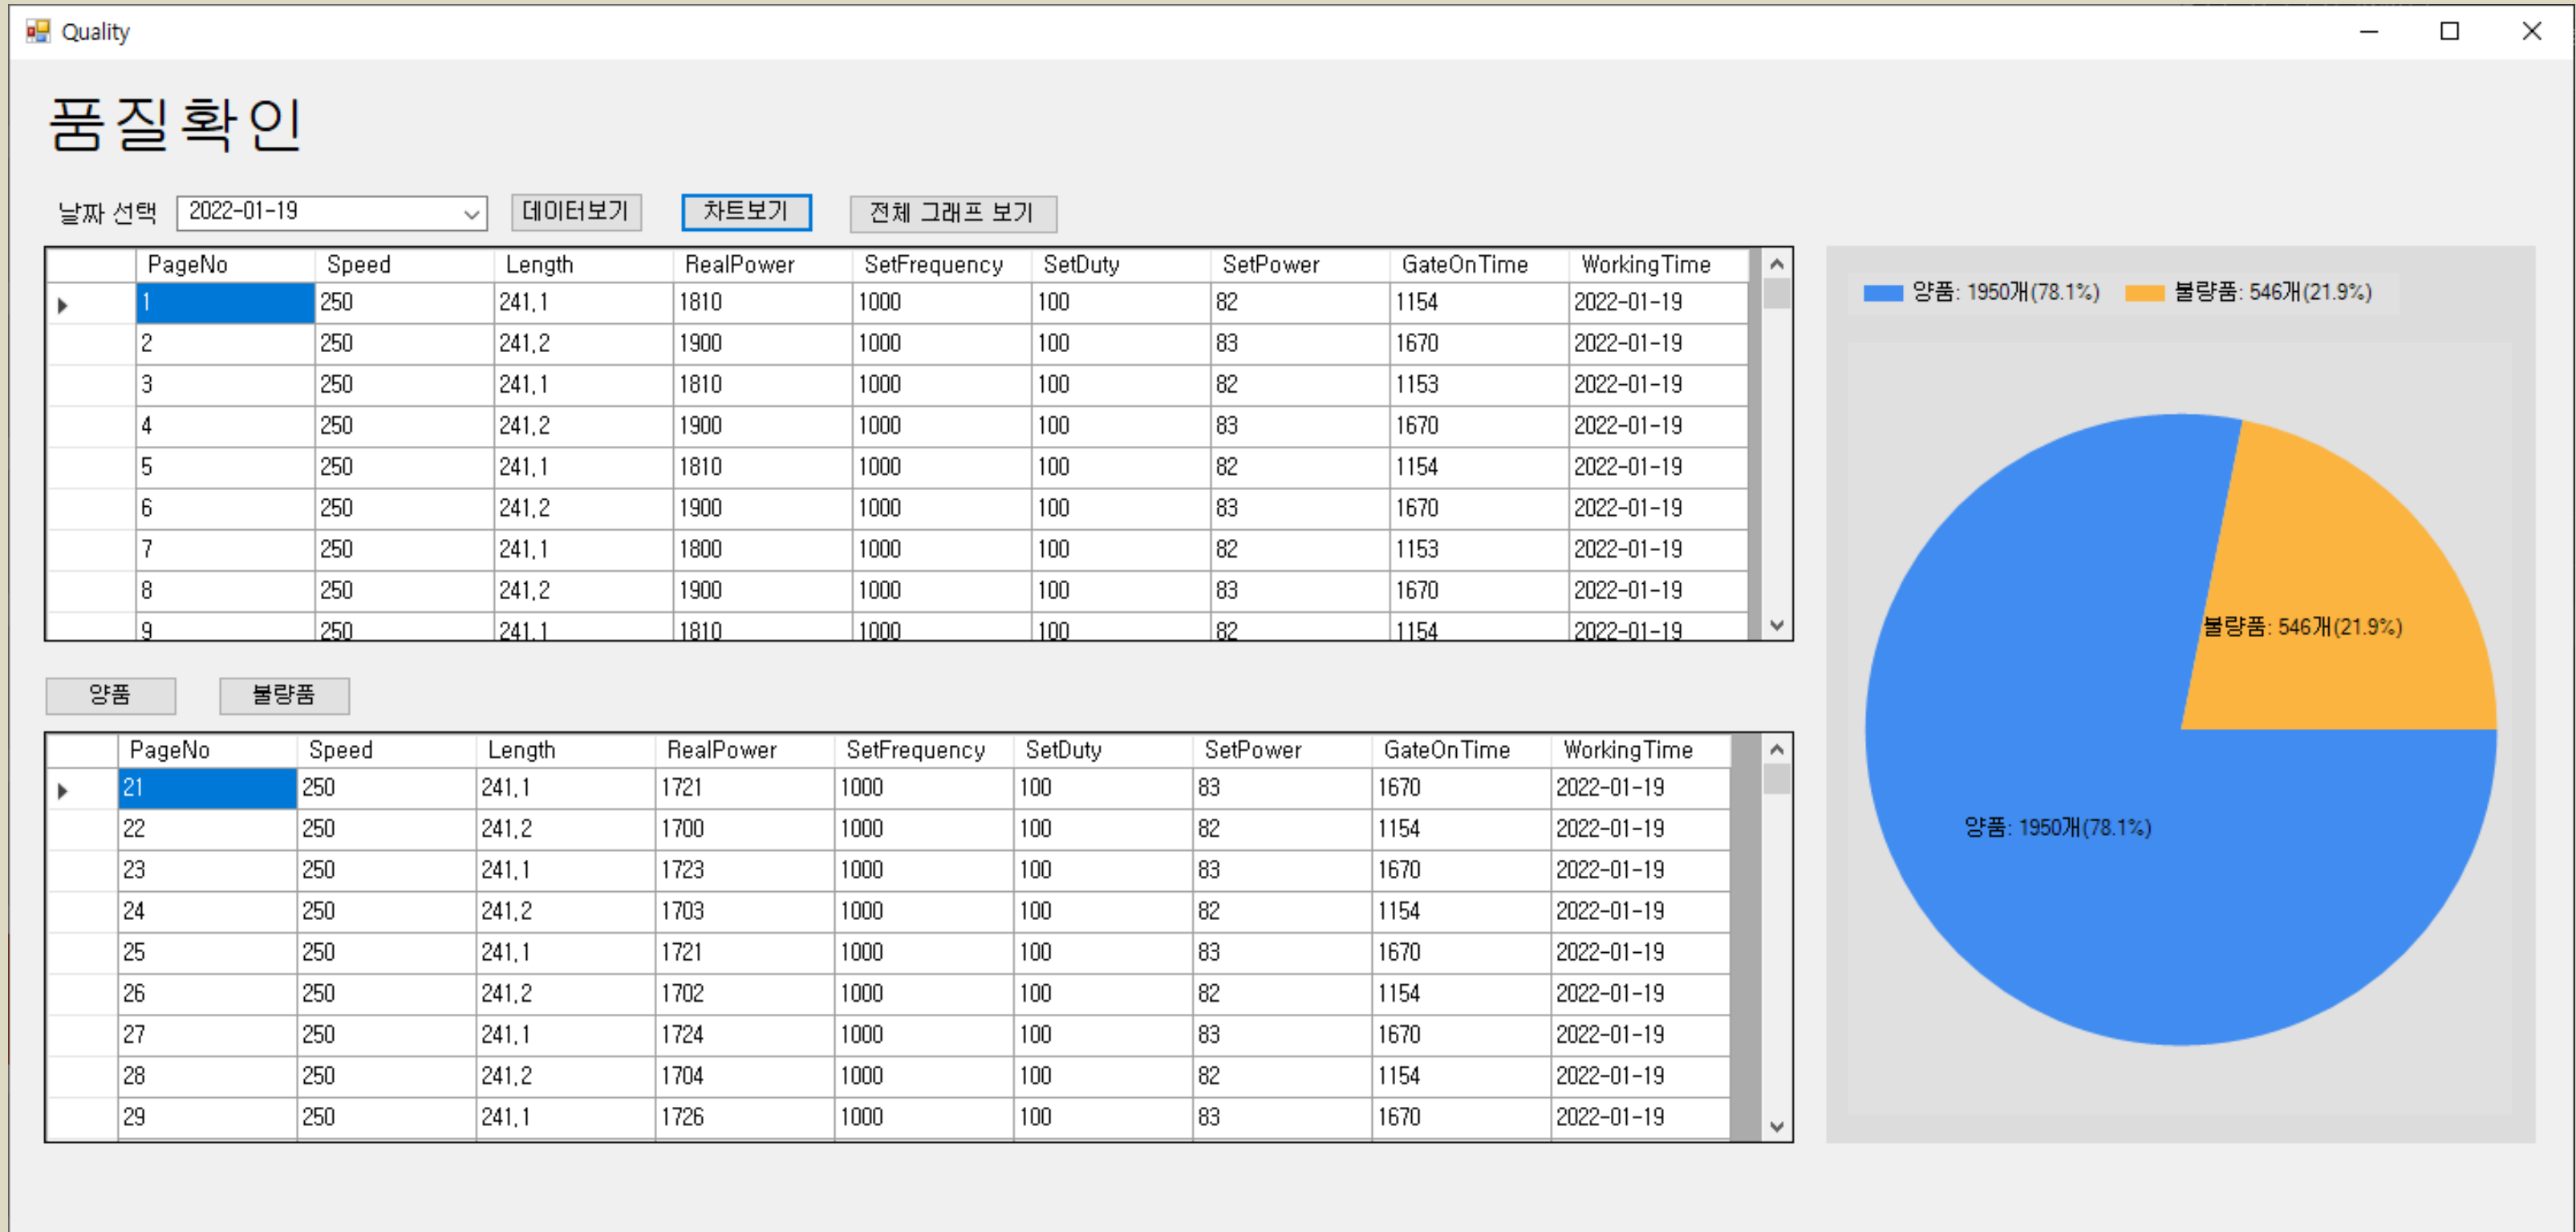 Quality
품질확인
날짜 선택 2022-01-19 데이터보기 차트보기 전체 그래프 보기
PageNo Speed Length RealPower SetFrequency SetDuty SetPower GateOnTime WorkingTime
1 250 241,1 1810 1000 100 82 1154 2022-01-19
2 250 241,2 1900 1000 100 83 1670 2022-01-19
3 250 241,1 1810 1000 100 82 1153 2022-01-19
4 250 241,2 1900 1000 100 83 1670 2022-01-19
5 250 241,1 1810 1000 100 82 1154 2022-01-19
6 250 241,2 1900 1000 100 83 1670 2022-01-19
7 250 241,1 1800 1000 100 82 1153 2022-01-19
8 250 241,2 1900 1000 100 83 1670 2022-01-19
9 250 241,1 1810 1000 100 82 1154 2022-01-19
양품 불량품
PageNo Speed Length RealPower SetFrequency SetDuty SetPower GateOnTime WorkingTime
21 250 241,1 1721 1000 100 83 1670 2022-01-19
22 250 241,2 1700 1000 100 82 1154 2022-01-19
23 250 241,1 1723 1000 100 83 1670 2022-01-19
24 250 241,2 1703 1000 100 82 1154 2022-01-19
25 250 241,1 1721 1000 100 83 1670 2022-01-19
26 250 241,2 1702 1000 100 82 1154 2022-01-19
27 250 241,1 1724 1000 100 83 1670 2022-01-19
28 250 241,2 1704 1000 100 82 1154 2022-01-19
29 250 241,1 1726 1000 100 83 1670 2022-01-19
양품: 1950개(78.1%) 불량품: 546개(21.9%)
불량품: 546개(21.9%)
양품: 1950개(78.1%)